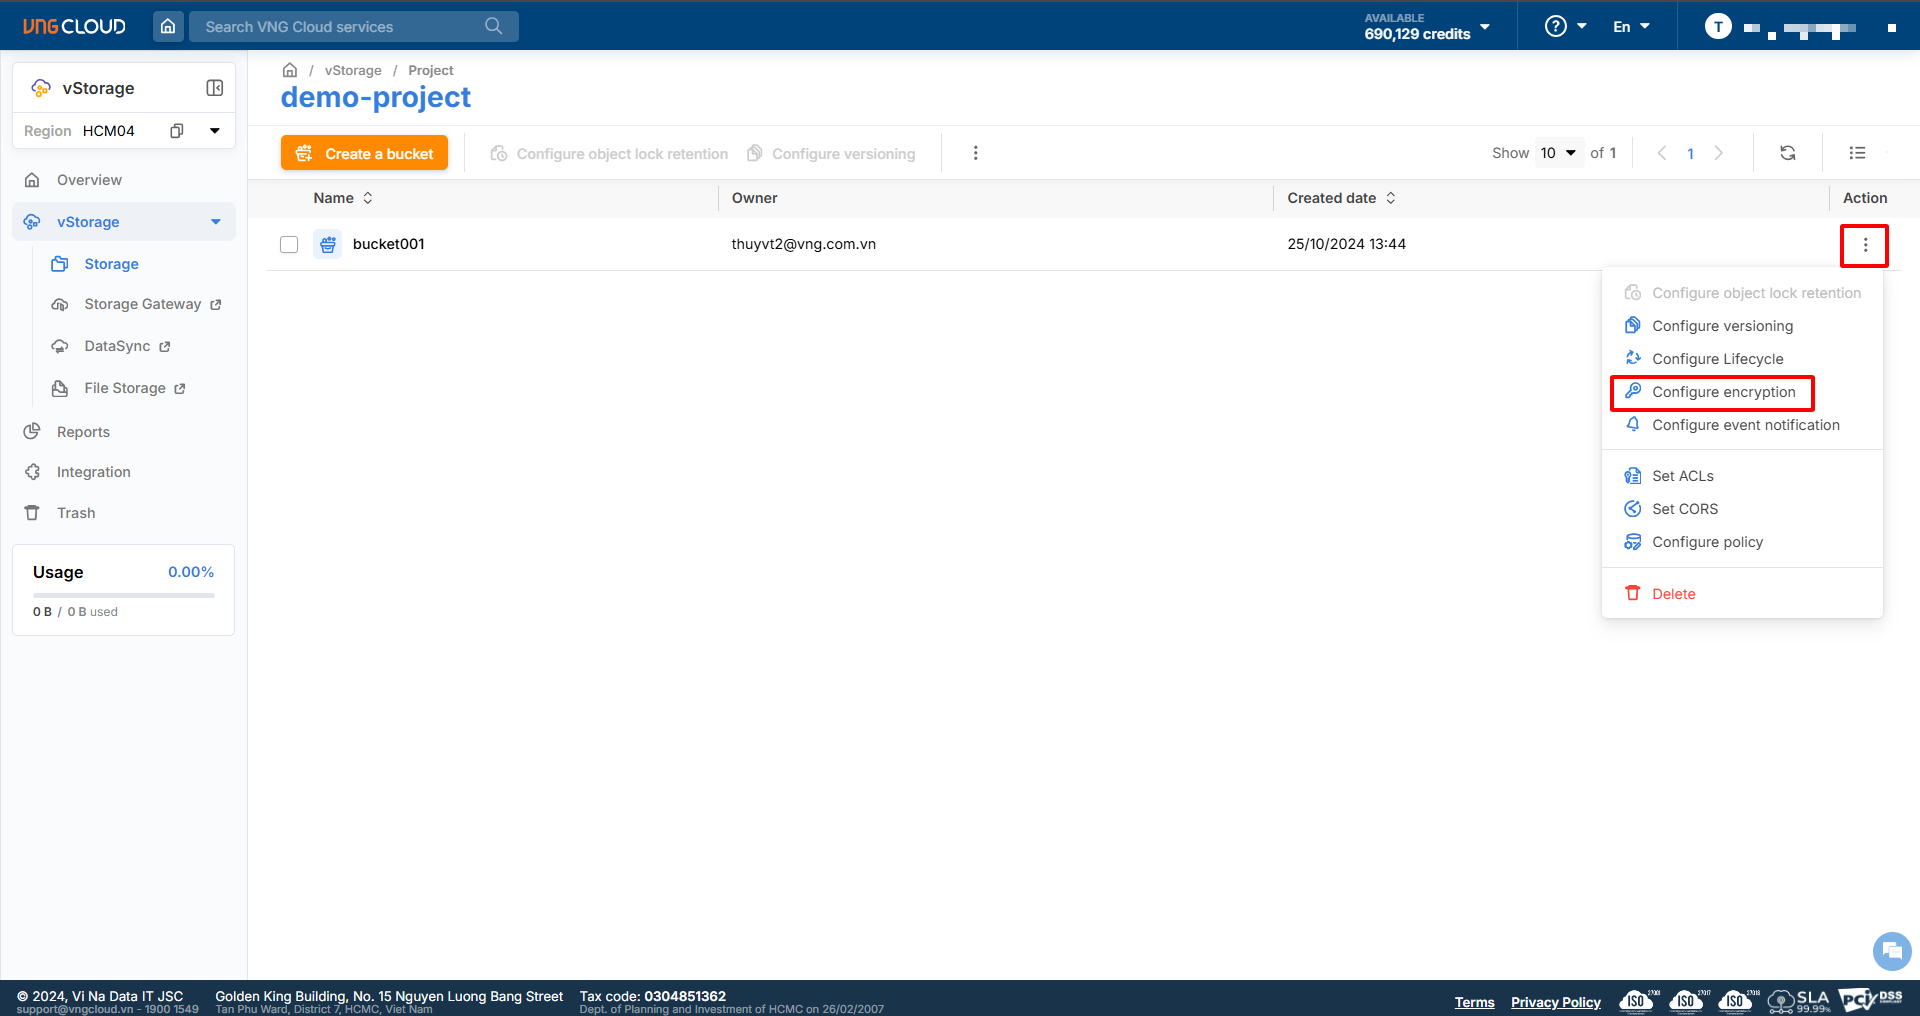 VNG CLOUD
Search VNG Cloud services
AVAILABLE
690,129 credits
?
En
T
vStorage
Region HCM04
Overview
vStorage
Storage
Storage Gateway
DataSync
File Storage
Reports
Integration
Trash
Usage 0.00%
0 B / 0 B used
/ vStorage / Project
demo-project
Create a bucket
Configure object lock retention
Configure versioning
Show 10 of 1
1
Name Owner Created date Action
bucket001 thuyvt2@vng.com.vn 25/10/2024 13:44
Configure object lock retention
Configure versioning
Configure Lifecycle
Configure encryption
Configure event notification
Set ACLs
Set CORS
Configure policy
Delete
© 2024, Vi Na Data IT JSC
support@vngcloud.vn - 1900 1549
Golden King Building, No. 15 Nguyen Luong Bang Street
Tan Phu Ward, District 7, HCMC, Viet Nam
Tax code: 0304851362
Dept. of Planning and Investment of HCMC on 26/02/2007
Terms
Privacy Policy
ISO 27001
ISO 27017
ISO 27018
SLA
99.99%
PCI DSS